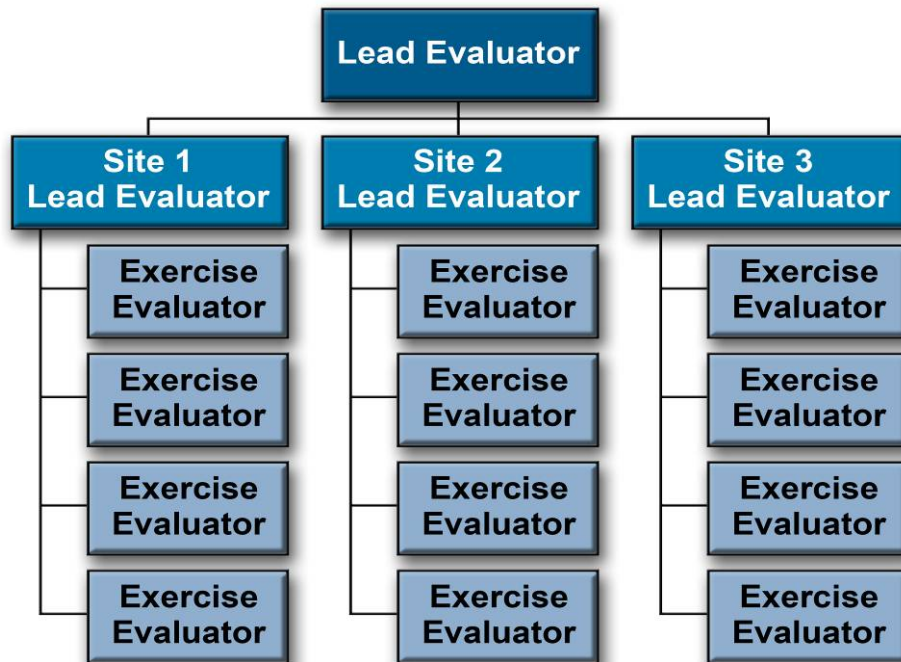 Lead Evaluator
Site 1
Lead Evaluator
Exercise
Evaluator
Exercise
Evaluator
Exercise
Evaluator
Exercise
Evaluator
Site 2
Lead Evaluator
Exercise
Evaluator
Exercise
Evaluator
Exercise
Evaluator
Exercise
Evaluator
Site 3
Lead Evaluator
Exercise
Evaluator
Exercise
Evaluator
Exercise
Evaluator
Exercise
Evaluator